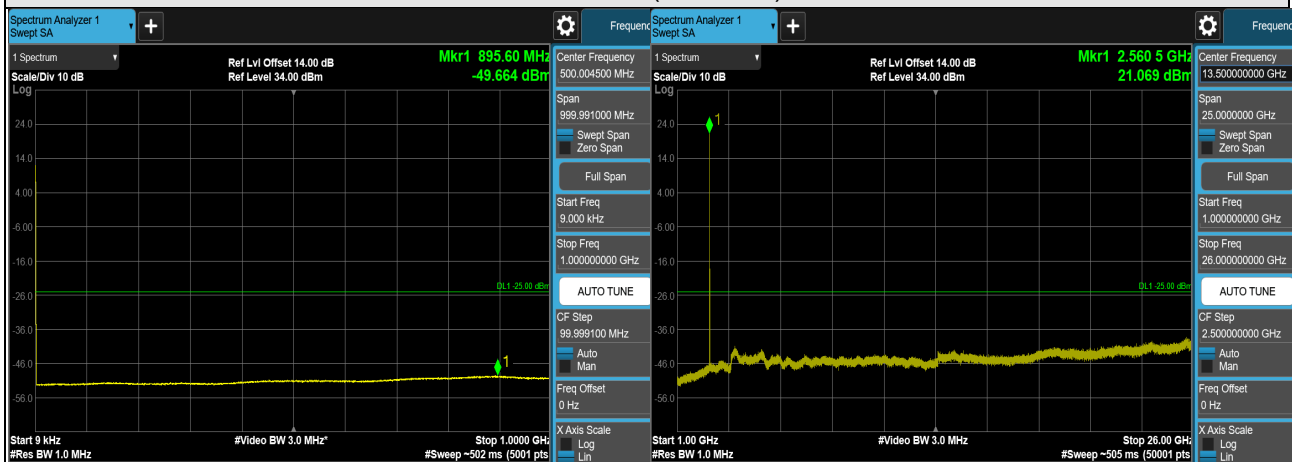 Spectrum Analyzer 1
Swept SA
+
Frequenc
1 Spectrum
Scale/Div 10 dB
Log
Ref Lvl Offset 14.00 dB
Ref Level 34.00 dBm
Mkr1 895.60 MHz
-49.664 dBm
24.0
14.0
4.00
-6.00
-16.0
-26.0
-36.0
-46.0
-56.0
DL1 -25.00 dBm
1
Start 9 kHz
#Res BW 1.0 MHz
#Video BW 3.0 MHz*
Stop 1.0000 GHz
#Sweep ~502 ms (5001 pts
Center Frequency
500.004500 MHz
Span
999.991000 MHz
Swept Span
Zero Span
Full Span
Start Freq
9.000 kHz
Stop Freq
1.000000000 GHz
AUTO TUNE
CF Step
99.999100 MHz
Auto
Man
Freq Offset
0 Hz
X Axis Scale
Log
Lin
Spectrum Analyzer 1
Swept SA
+
Frequenc
1 Spectrum
Scale/Div 10 dB
Log
Ref Lvl Offset 14.00 dB
Ref Level 34.00 dBm
Mkr1 2.560 5 GHz
21.069 dBm
24.0
14.0
4.00
-6.00
-16.0
-26.0
-36.0
-46.0
-56.0
1
DL1 -25.00 dBm
Start 1.00 GHz
#Res BW 1.0 MHz
#Video BW 3.0 MHz
Stop 26.00 GHz
#Sweep ~505 ms (50001 pts
Center Frequency
13.500000000 GHz
Span
25.0000000 GHz
Swept Span
Zero Span
Full Span
Start Freq
1.000000000 GHz
Stop Freq
26.000000000 GHz
AUTO TUNE
CF Step
2.500000000 GHz
Auto
Man
Freq Offset
0 Hz
X Axis Scale
Log
Lin